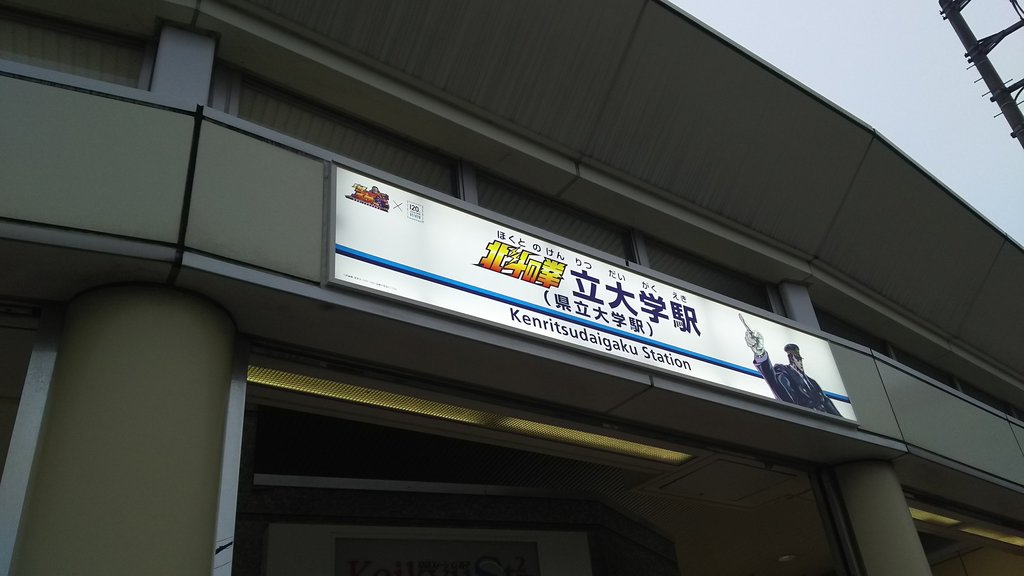 × 120
ほくと の けん りつ だい がく えき
北斗の拳立大学駅
(県立大学駅)
Kenritsudaigaku Station